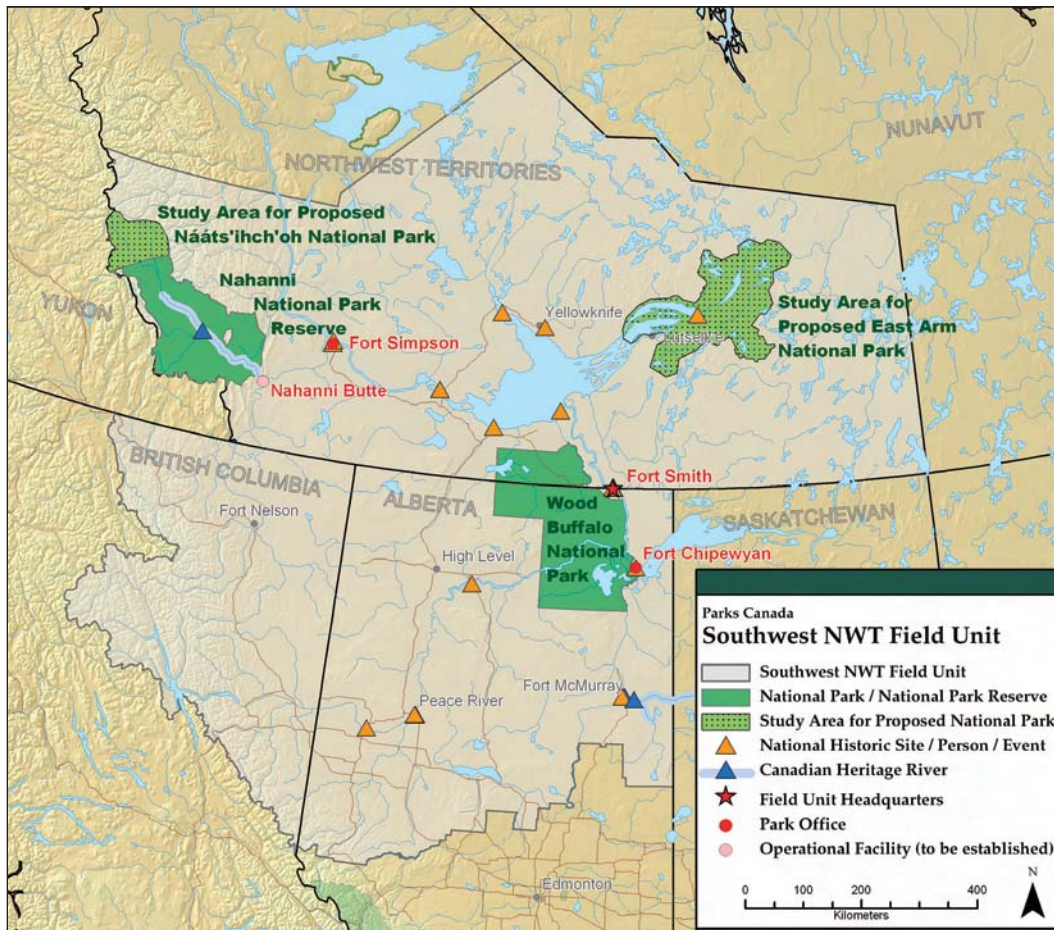 NUNAVUT
NORTHWEST TERRITORIES
Study Area for Proposed
Nááts'ihch'oh National Park
Nahanni
National Park
Reserve
YUKON
Yellowknife
Study Area for
Proposed East Arm
National Park
Lutselk'e
Fort Simpson
Nahanni Butte
BRITISH COLUMBIA
ALBERTA
Fort Smith
SASKATCHEWAN
Fort Nelson
Wood
Buffalo
National
Park
High Level
Fort Chipewyan
Fort McMurray
Peace River
Edmonton
Parks Canada
Southwest NWT Field Unit
Southwest NWT Field Unit
National Park / National Park Reserve
Study Area for Proposed National Park
National Historic Site / Person / Event
Canadian Heritage River
Field Unit Headquarters
Park Office
Operational Facility (to be established)
N
0 100 200 400
Kilometers